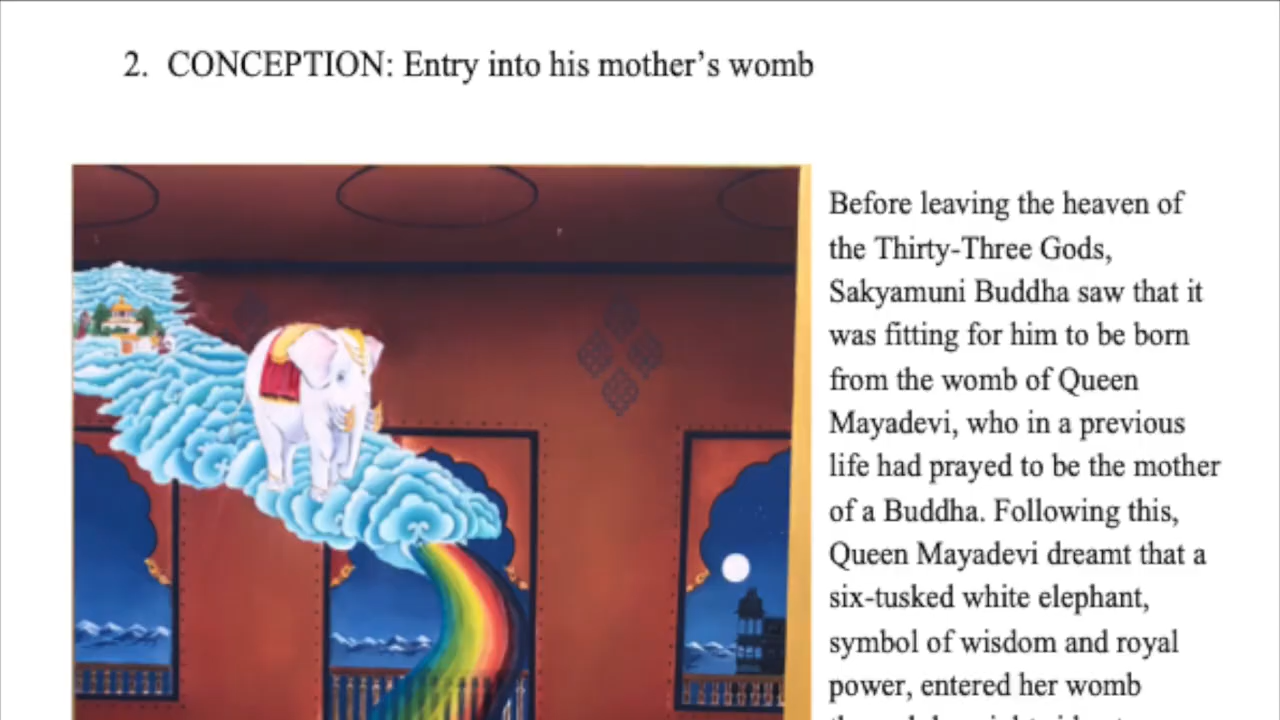 2. CONCEPTION: Entry into his mother’s womb
Before leaving the heaven of
the Thirty-Three Gods,
Sakyamuni Buddha saw that it
was fitting for him to be born
from the womb of Queen
Mayadevi, who in a previous
life had prayed to be the mother
of a Buddha. Following this,
Queen Mayadevi dreamt that a
six-tusked white elephant,
symbol of wisdom and royal
power, entered her womb